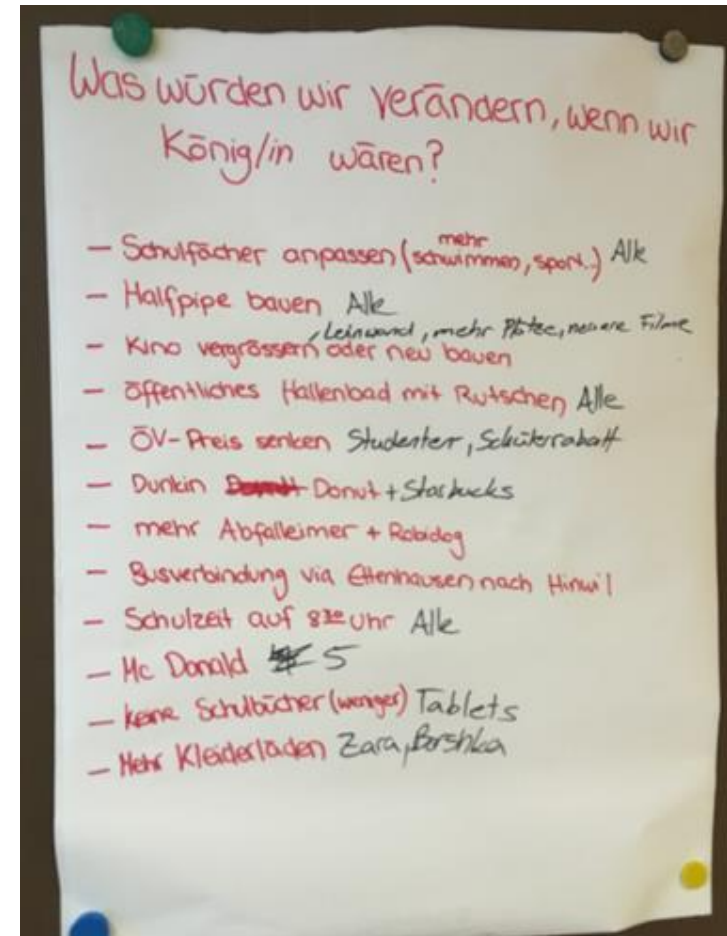 Was würden wir verändern, wenn wir
König/in wären?
mehr
– Schulfächer anpassen (schwimmen, sport..) Alle
– Halfpipe bauen Alle
, Leinwand, mehr Plätze, neuere Filme
– Kino vergrössern oder neu bauen
– öffentliches Hallenbad mit Rutschen Alle
– ÖV-Preis senken Studenten, Schülerrabatt
– Dunkin Donut + Starbucks
– mehr Abfalleimer + Robidog
– Busverbindung via Ettenhausen nach Hinwil
– Schulzeit auf 8 Uhr Alle
– Mc Donald 5
– keine Schulbücher (weniger) Tablets
– Mehr Kleiderläden Zara, Bershka